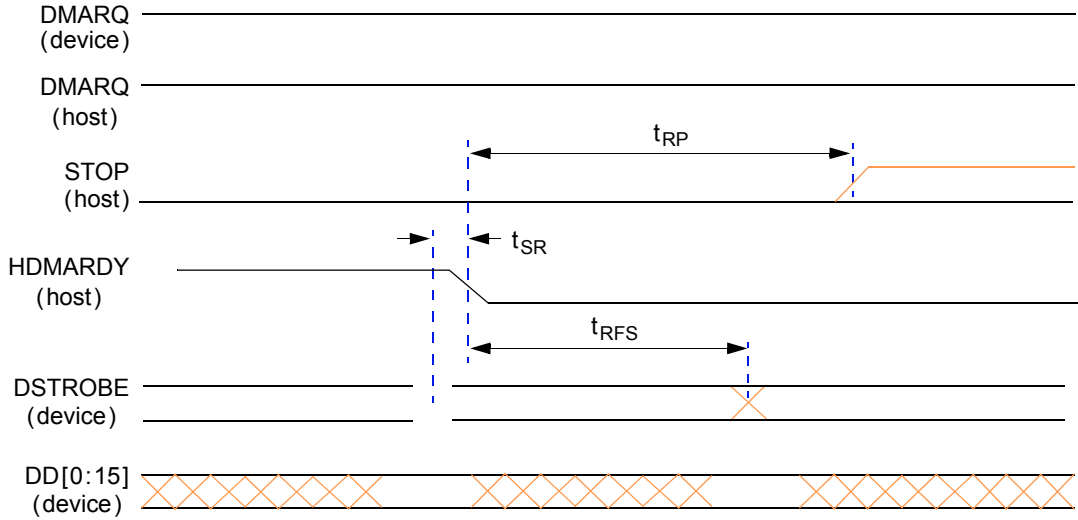 DMARQ
(device)
DMARQ
(host)
tRP
STOP
(host)
tSR
HDMARDY
(host)
tRFS
DSTROBE
(device)
DD[0:15]
(device)